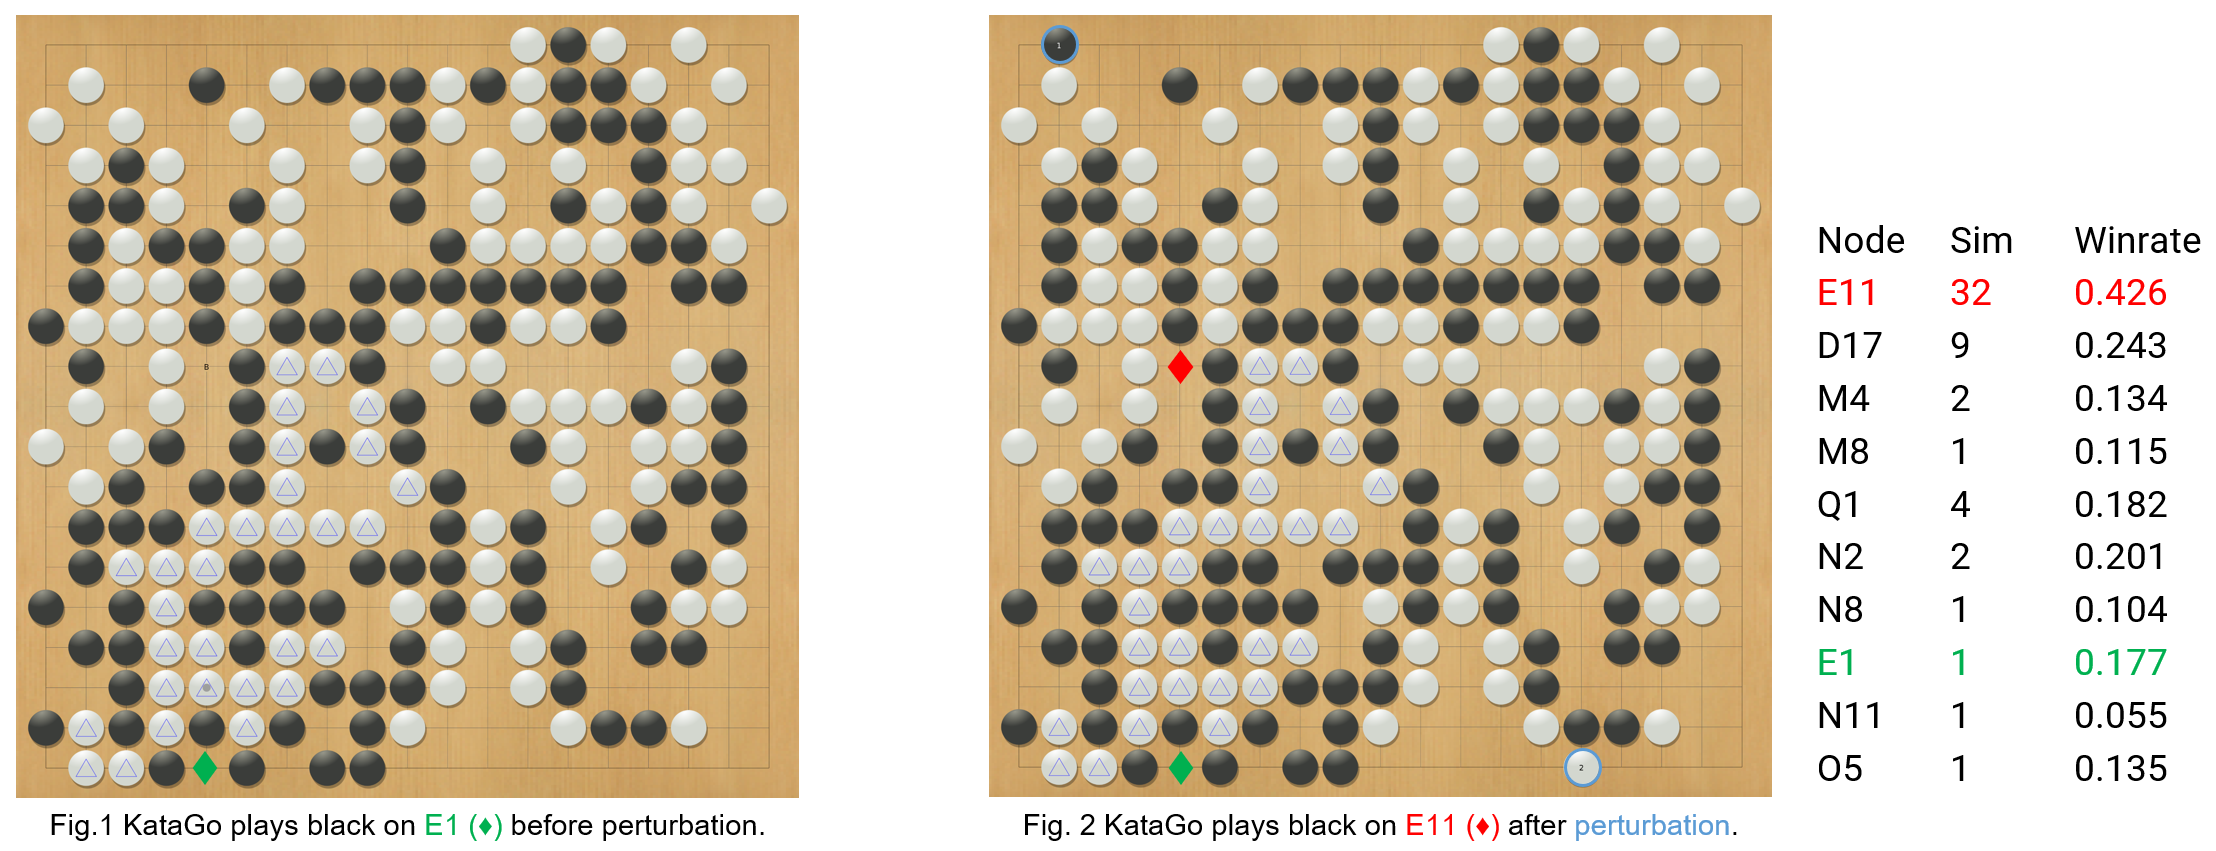 1
B
2
Node Sim Winrate
E11 32 0.426
D17 9 0.243
M4 2 0.134
M8 1 0.115
Q1 4 0.182
N2 2 0.201
N8 1 0.104
E1 1 0.177
N11 1 0.055
O5 1 0.135
Fig.1 KataGo plays black on E1 (♦) before perturbation.
Fig. 2 KataGo plays black on E11 (♦) after perturbation.